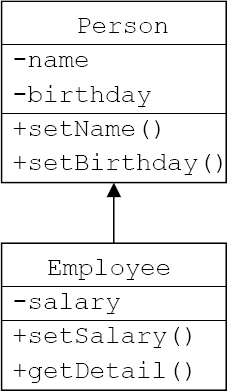 Person
-name
-birthday
+setName()
+setBirthday()
Employee
-salary
+setSalary()
+getDetail()